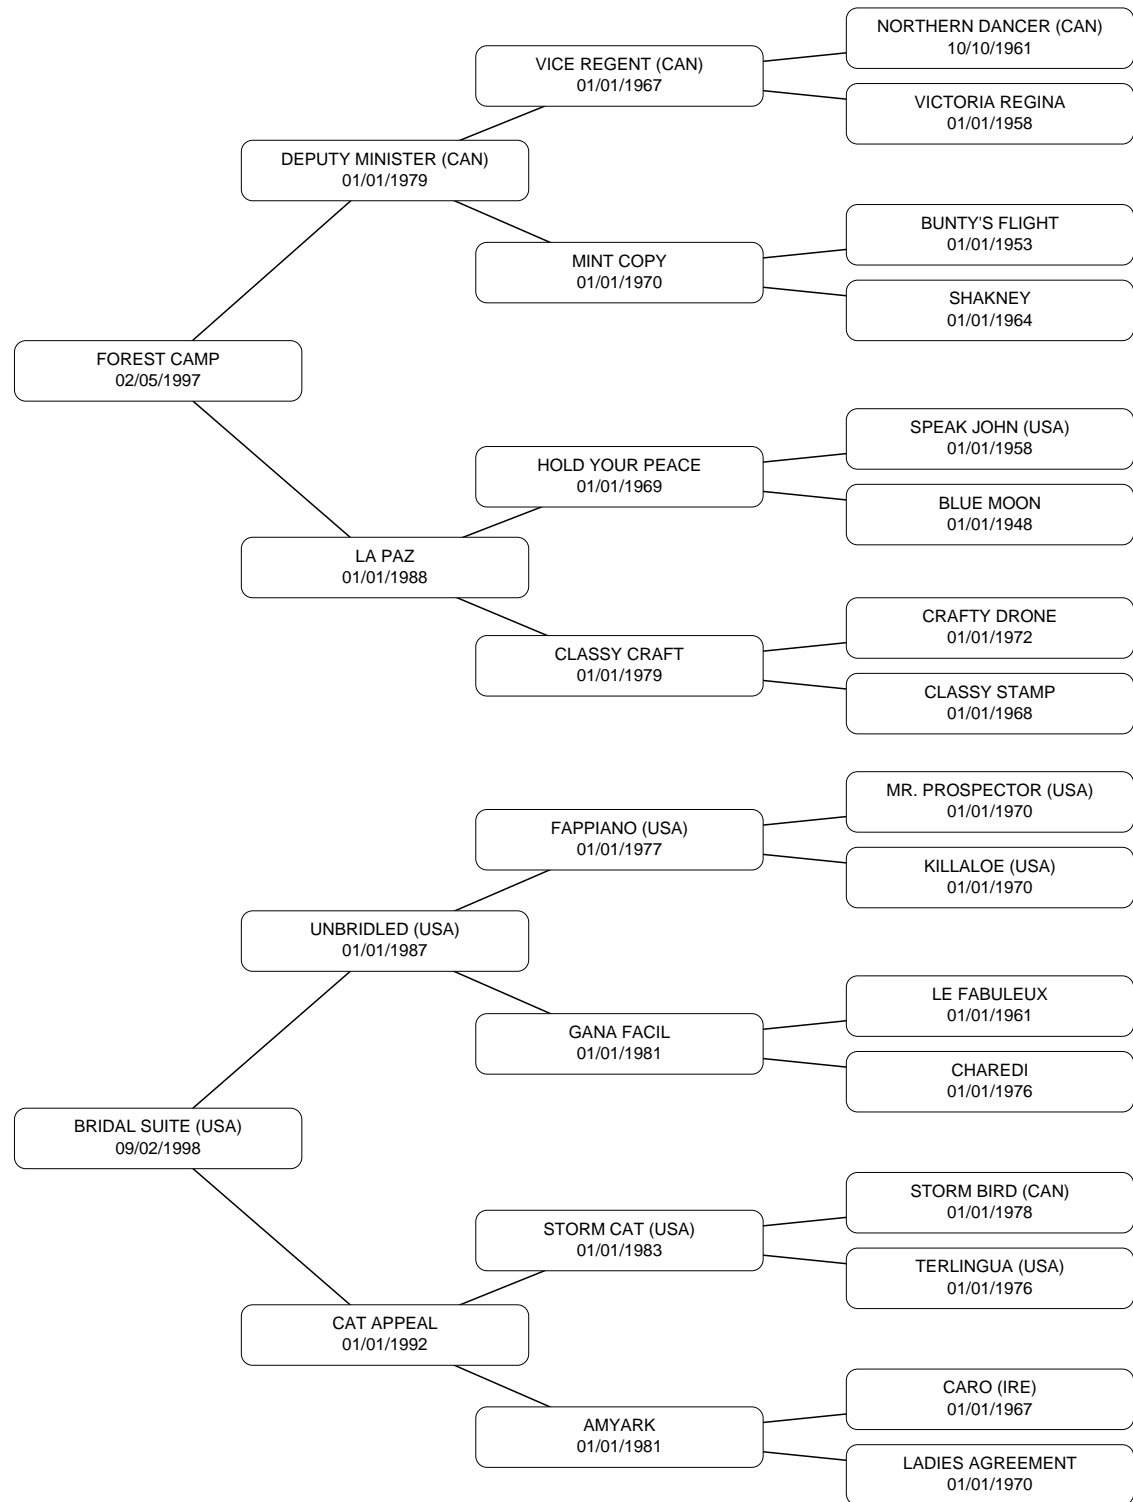 NORTHERN DANCER (CAN)
10/10/1961
VICE REGENT (CAN)
01/01/1967
VICTORIA REGINA
01/01/1958
DEPUTY MINISTER (CAN)
01/01/1979
BUNTY'S FLIGHT
01/01/1953
MINT COPY
01/01/1970
SHAKNEY
01/01/1964
FOREST CAMP
02/05/1997
SPEAK JOHN (USA)
01/01/1958
HOLD YOUR PEACE
01/01/1969
BLUE MOON
01/01/1948
LA PAZ
01/01/1988
CRAFTY DRONE
01/01/1972
CLASSY CRAFT
01/01/1979
CLASSY STAMP
01/01/1968
MR. PROSPECTOR (USA)
01/01/1970
FAPPIANO (USA)
01/01/1977
KILLALOE (USA)
01/01/1970
UNBRIDLED (USA)
01/01/1987
LE FABULEUX
01/01/1961
GANA FACIL
01/01/1981
CHAREDI
01/01/1976
BRIDAL SUITE (USA)
09/02/1998
STORM BIRD (CAN)
01/01/1978
STORM CAT (USA)
01/01/1983
TERLINGUA (USA)
01/01/1976
CAT APPEAL
01/01/1992
CARO (IRE)
01/01/1967
AMYARK
01/01/1981
LADIES AGREEMENT
01/01/1970